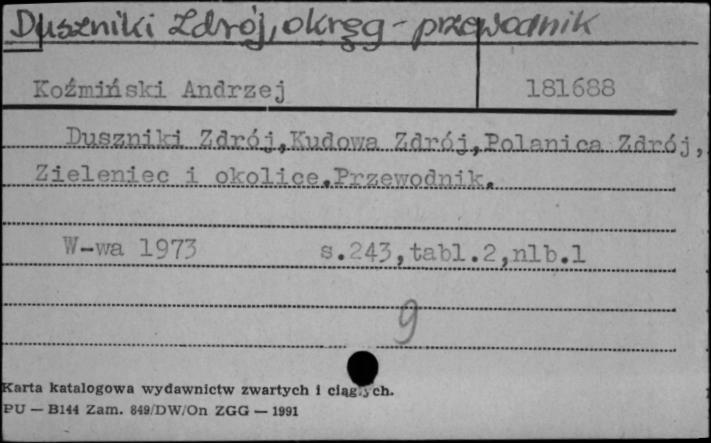 Duszniki Zdrój, okręg - przewodnik
Koźmiński Andrzej 181688
Duszniki Zdrój,Kudowa Zdrój,Polanica Zdrój,
Zieleniec i okolice.Przewodnik.
W-wa 1973 s.243,tabl.2,nlb.1
9
Karta katalogowa wydawnictw zwartych i ciągłych.
PU — B144 Zam. 849/DW/On ZGG — 1991